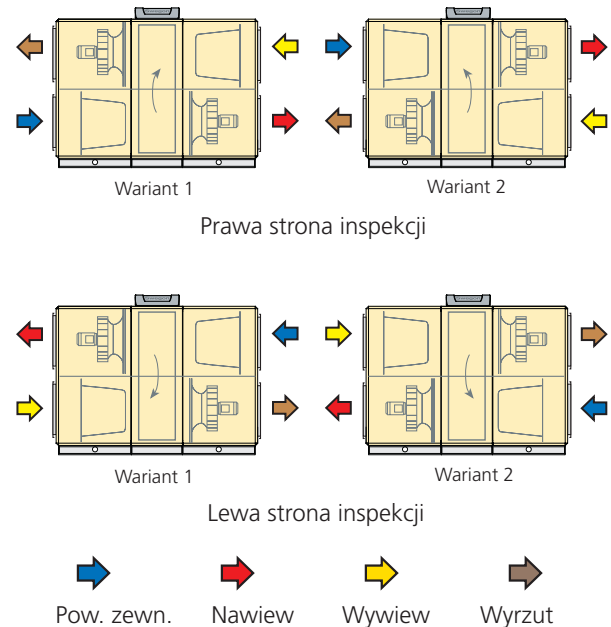 Wariant 1
Wariant 2
Prawa strona inspekcji
Wariant 1
Wariant 2
Lewa strona inspekcji
Pow. zewn.
Nawiew
Wywiew
Wyrzut